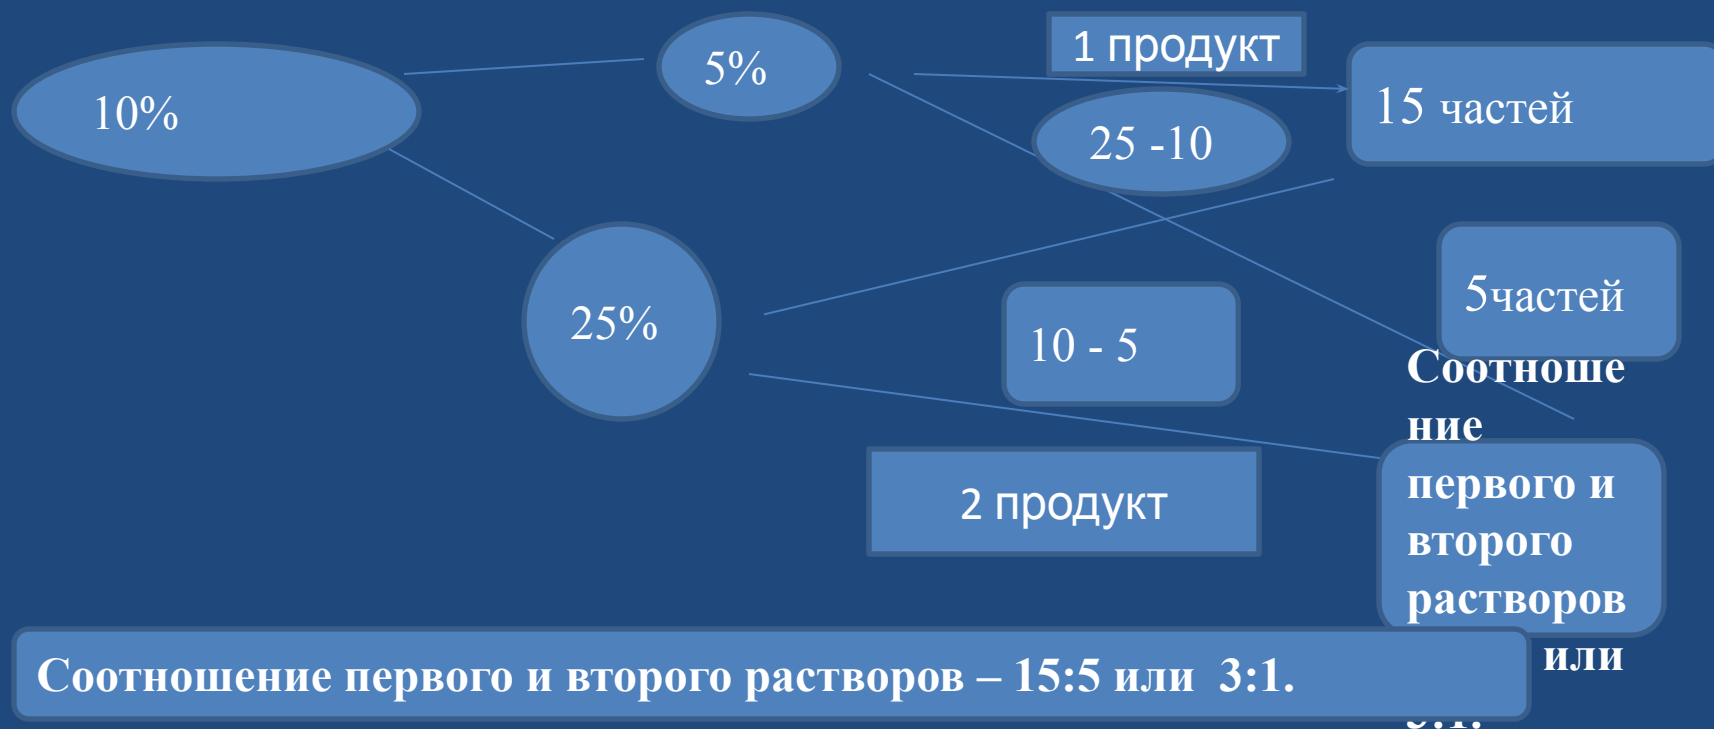 1 продукт
5%
10%
15 частей
25 -10
5частей
25%
10 - 5
Соотноше
ние
первого и
второго
растворов
или
2 продукт
Соотношение первого и второго растворов – 15:5 или 3:1.